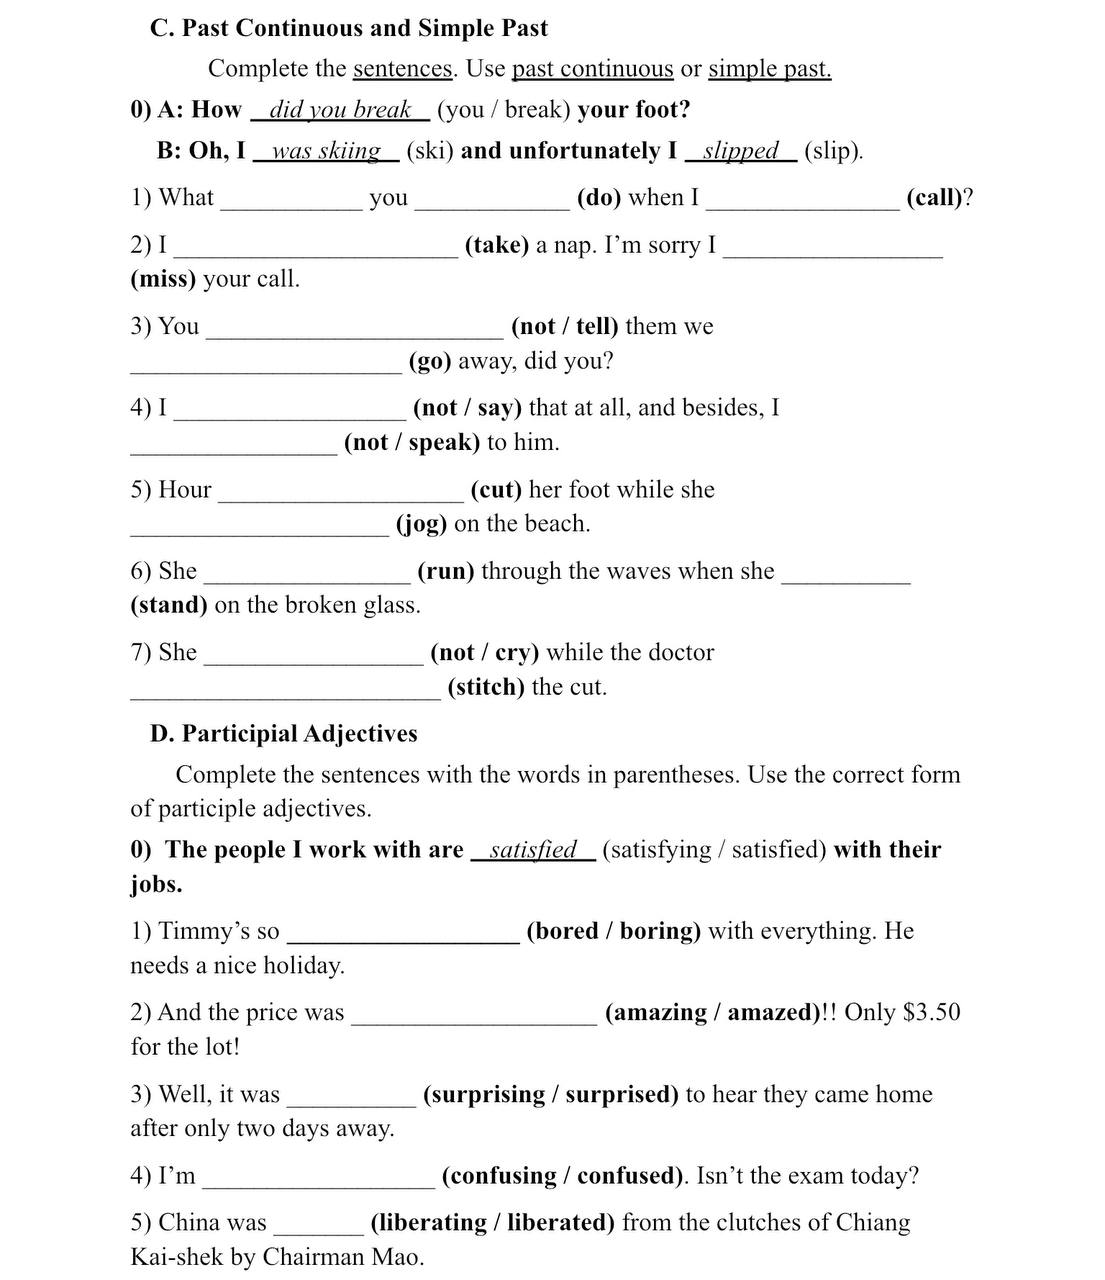 C. Past Continuous and Simple Past
Complete the sentences. Use past continuous or simple past.
0) A: How __did you break__ (you / break) your foot?
B: Oh, I __was skiing__ (ski) and unfortunately I __slipped__ (slip).
1) What ___________ you ____________ (do) when I _______________ (call)?
2) I ______________________ (take) a nap. I'm sorry I _________________
(miss) your call.
3) You _______________________ (not / tell) them we
_____________________ (go) away, did you?
4) I __________________ (not / say) that at all, and besides, I
________________ (not / speak) to him.
5) Hour ___________________ (cut) her foot while she
____________________ (jog) on the beach.
6) She ________________ (run) through the waves when she __________
(stand) on the broken glass.
7) She _________________ (not / cry) while the doctor
________________________ (stitch) the cut.
D. Participial Adjectives
Complete the sentences with the words in parentheses. Use the correct form
of participle adjectives.
0) The people I work with are __satisfied__ (satisfying / satisfied) with their
jobs.
1) Timmy’s so __________________ (bored / boring) with everything. He
needs a nice holiday.
2) And the price was ___________________ (amazing / amazed)!! Only $3.50
for the lot!
3) Well, it was __________ (surprising / surprised) to hear they came home
after only two days away.
4) I’m __________________ (confusing / confused). Isn’t the exam today?
5) China was _______ (liberating / liberated) from the clutches of Chiang
Kai-shek by Chairman Mao.